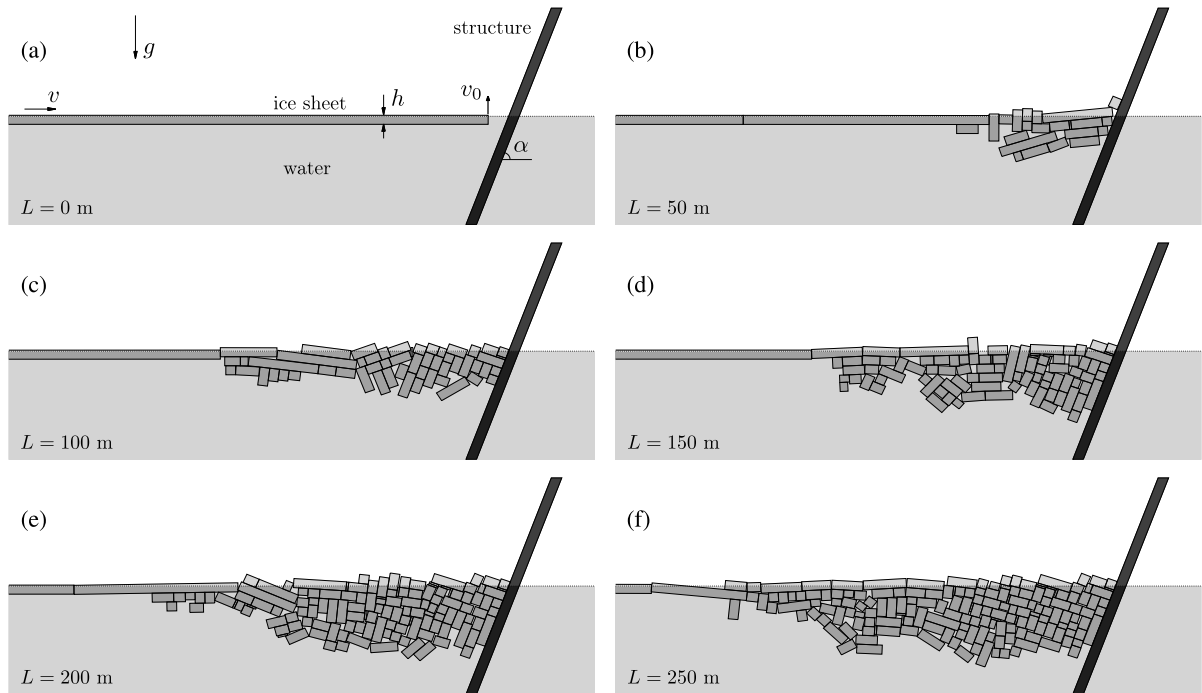 (a)
g
structure
v
ice sheet
h
v₀
water
α
L = 0 m
(b)
L = 50 m
(c)
L = 100 m
(d)
L = 150 m
(e)
L = 200 m
(f)
L = 250 m